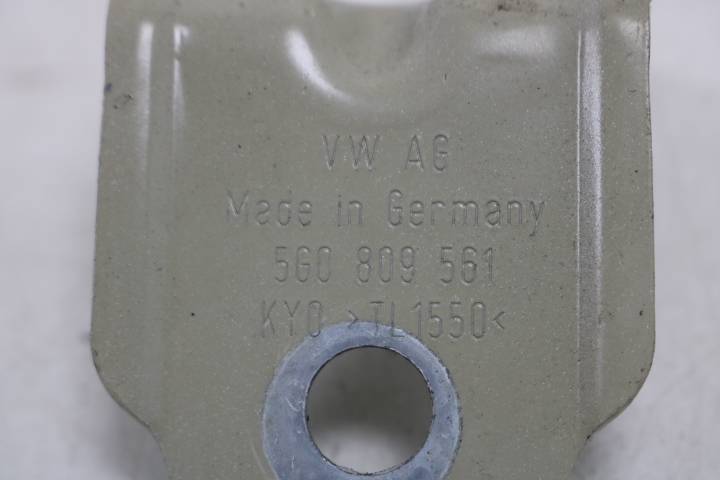 VW AG
Made in Germany
5G0 809 561
KYO >TL1550<